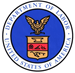 DEPARTMENT OF LABOR
UNITED STATES OF AMERICA